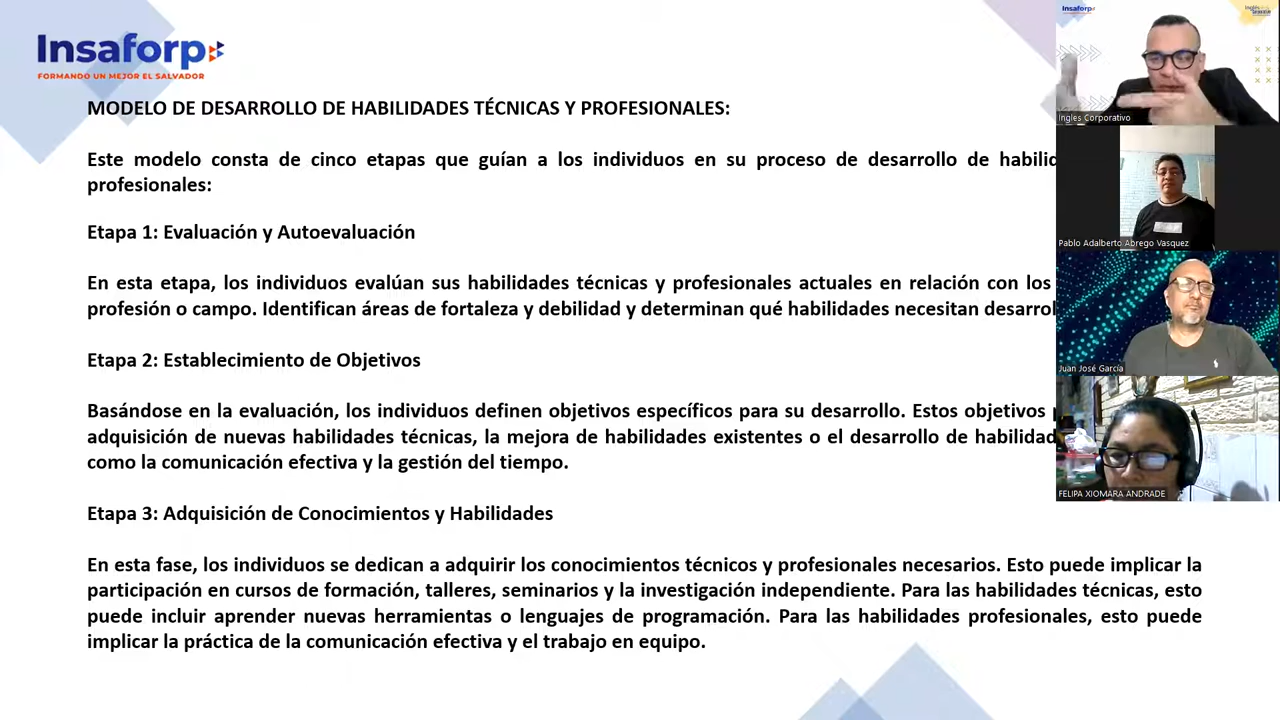 Insaforp
FORMANDO UN MEJOR EL SALVADOR
MODELO DE DESARROLLO DE HABILIDADES TÉCNICAS Y PROFESIONALES:
Este modelo consta de cinco etapas que guían a los individuos en su proceso de desarrollo de
profesionales:
Etapa 1: Evaluación y Autoevaluación
En esta etapa, los individuos evalúan sus habilidades técnicas y profesionales actuales en relación con los
profesión o campo. Identifican áreas de fortaleza y debilidad y determinan qué habilidades necesitan
Etapa 2: Establecimiento de Objetivos
Basándose en la evaluación, los individuos definen objetivos específicos para su desarrollo. Estos objetivos
adquisición de nuevas habilidades técnicas, la mejora de habilidades existentes o el desarrollo de
como la comunicación efectiva y la gestión del tiempo.
Etapa 3: Adquisición de Conocimientos y Habilidades
En esta fase, los individuos se dedican a adquirir los conocimientos técnicos y profesionales necesarios. Esto puede implicar la
participación en cursos de formación, talleres, seminarios y la investigación independiente. Para las habilidades técnicas, esto
puede incluir aprender nuevas herramientas o lenguajes de programación. Para las habilidades profesionales, esto puede
implicar la práctica de la comunicación efectiva y el trabajo en equipo.
Insaforp
Ingles Corporativo
Pablo Adalberto Abrego Vasquez
Juan José García
FELIPA XIOMARA ANDRADE